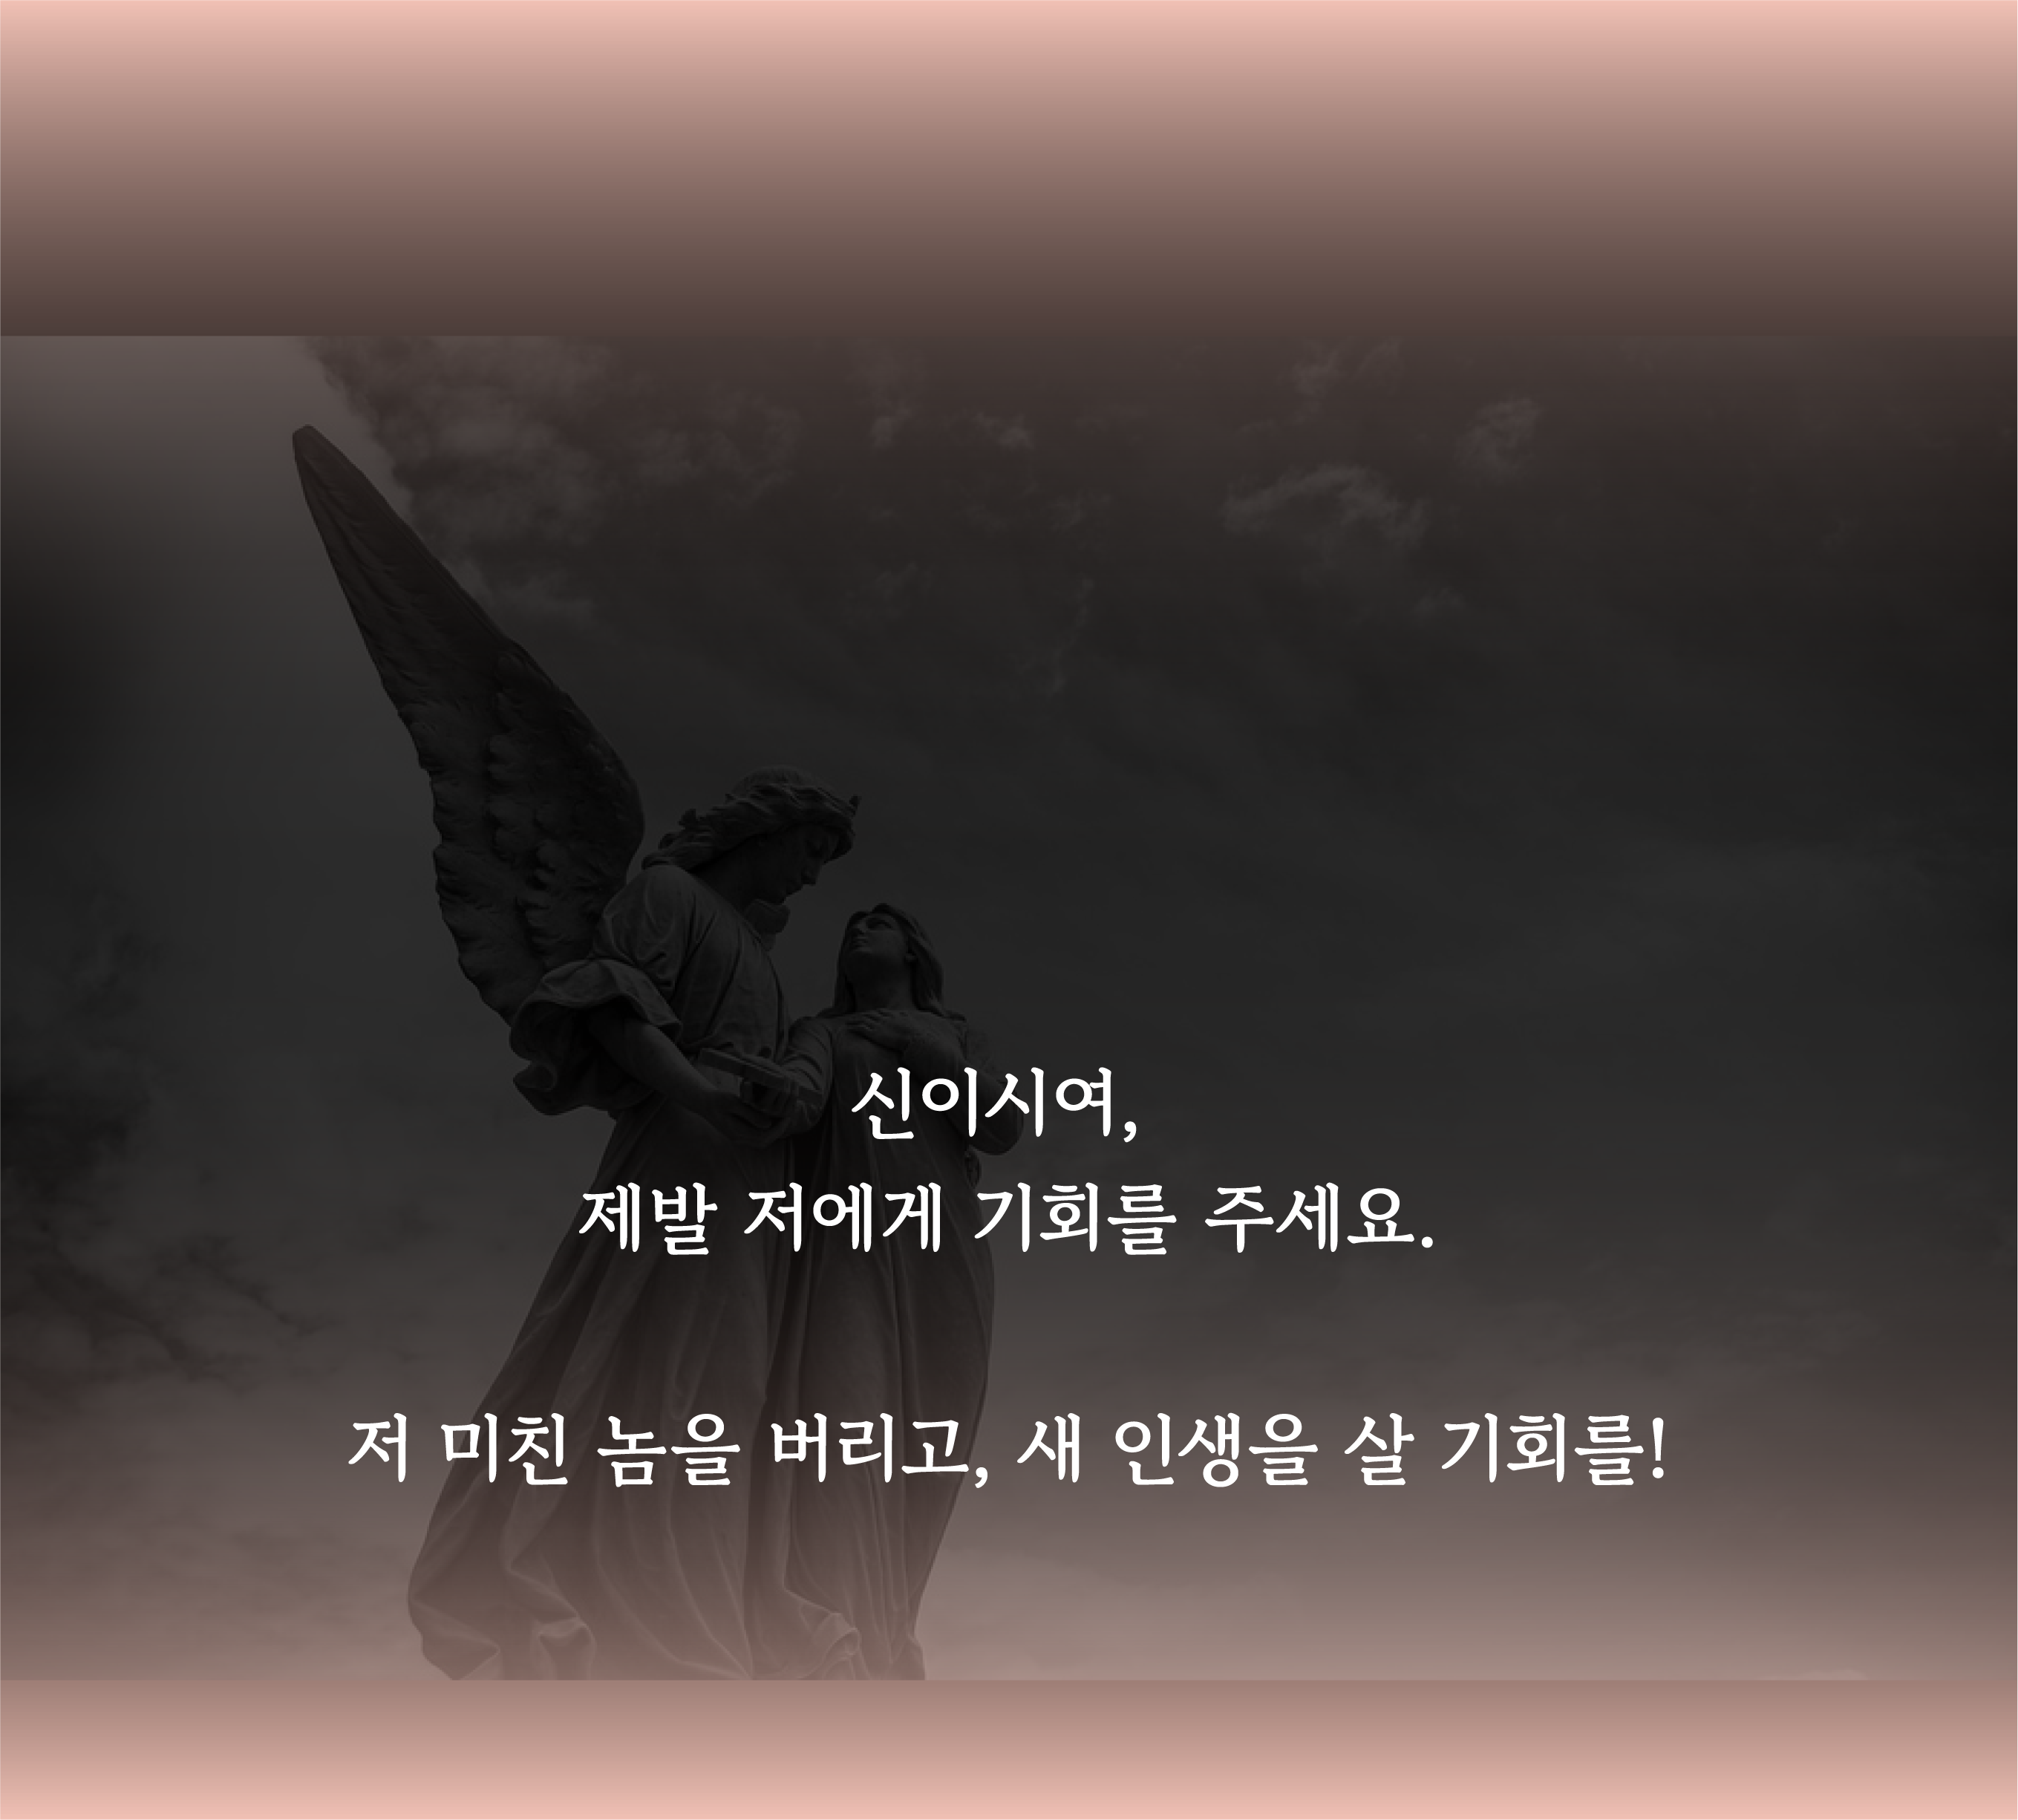 신이시여,
제발 저에게 기회를 주세요.
저 미친 놈을 버리고, 새 인생을 살 기회를!